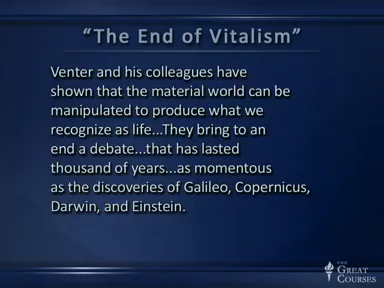 “The End of Vitalism”
Venter and his colleagues have
shown that the material world can be
manipulated to produce what we
recognize as life...They bring to an
end a debate...that has lasted
thousand of years...as momentous
as the discoveries of Galileo, Copernicus,
Darwin, and Einstein.
THE
GREAT
COURSES